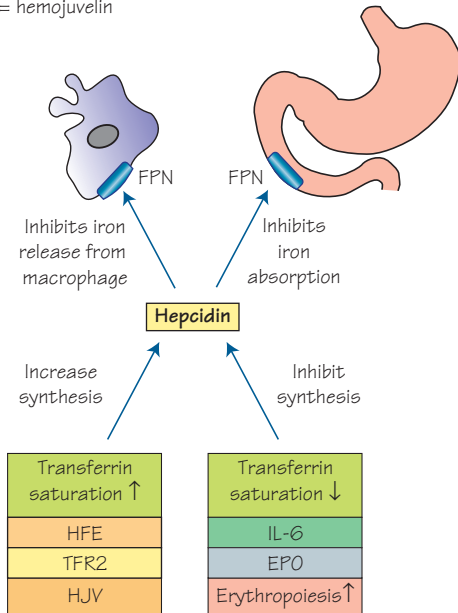 = hemojuvelin
FPN
FPN
Inhibits iron
release from
macrophage
Inhibits
iron
absorption
Hepcidin
Increase
synthesis
Inhibit
synthesis
Transferrin
saturation ↑
HFE
TFR2
HJV
Transferrin
saturation ↓
IL-6
EPO
Erythropoiesis↑